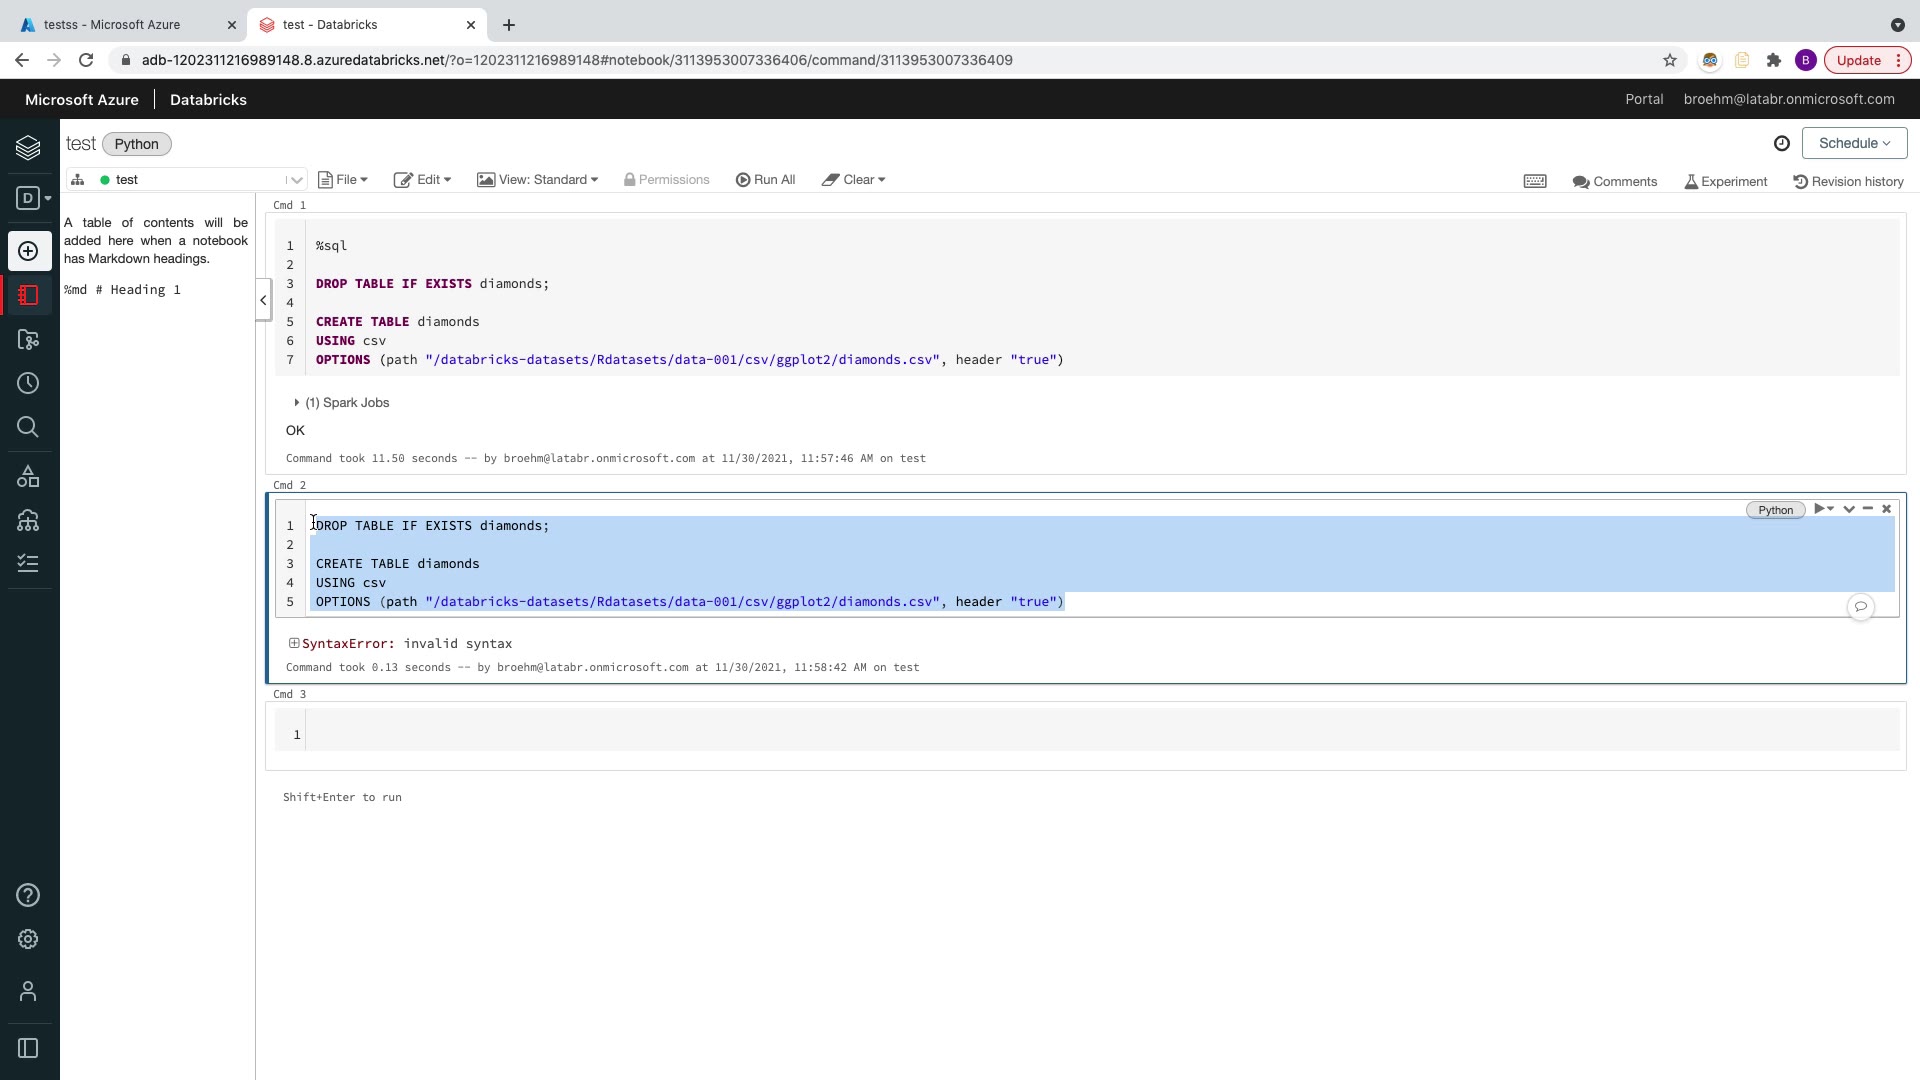 testss - Microsoft Azure
test - Databricks
adb-1202311216989148.8.azuredatabricks.net/?o=1202311216989148#notebook/3113953007336406/command/3113953007336409
B
Update
Microsoft Azure
Databricks
Portal
broehm@latabr.onmicrosoft.com
test
Python
Schedule
test
File
Edit
View: Standard
Permissions
Run All
Clear
Comments
Experiment
Revision history
D
A table of contents will be
added here when a notebook
has Markdown headings.
%md # Heading 1
Cmd 1
1 %sql
2
3 DROP TABLE IF EXISTS diamonds;
4
5 CREATE TABLE diamonds
6 USING csv
7 OPTIONS (path "/databricks-datasets/Rdatasets/data-001/csv/ggplot2/diamonds.csv", header "true")
(1) Spark Jobs
OK
Command took 11.50 seconds -- by broehm@latabr.onmicrosoft.com at 11/30/2021, 11:57:46 AM on test
Cmd 2
Python
1 DROP TABLE IF EXISTS diamonds;
2
3 CREATE TABLE diamonds
4 USING csv
5 OPTIONS (path "/databricks-datasets/Rdatasets/data-001/csv/ggplot2/diamonds.csv", header "true")
SyntaxError: invalid syntax
Command took 0.13 seconds -- by broehm@latabr.onmicrosoft.com at 11/30/2021, 11:58:42 AM on test
Cmd 3
1
Shift+Enter to run